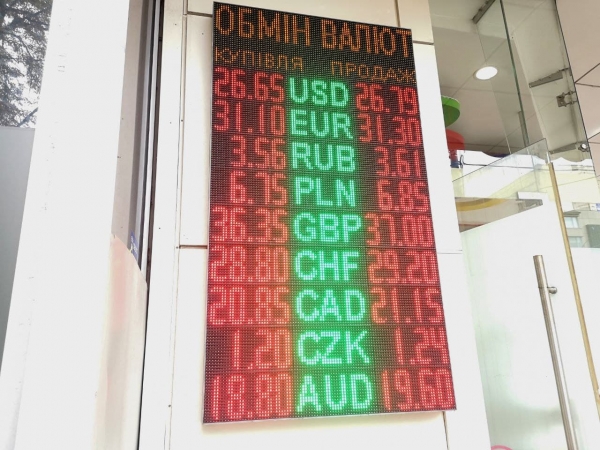 ОБМІН ВАЛЮТ
КУПІВЛЯ ПРОДАЖ
26.65 USD 26.79
31.10 EUR 31.30
3.56 RUB 3.61
6.75 PLN 6.85
36.35 GBP 37.00
28.80 CHF 29.20
20.85 CAD 21.15
1.20 CZK 1.24
18.80 AUD 19.60